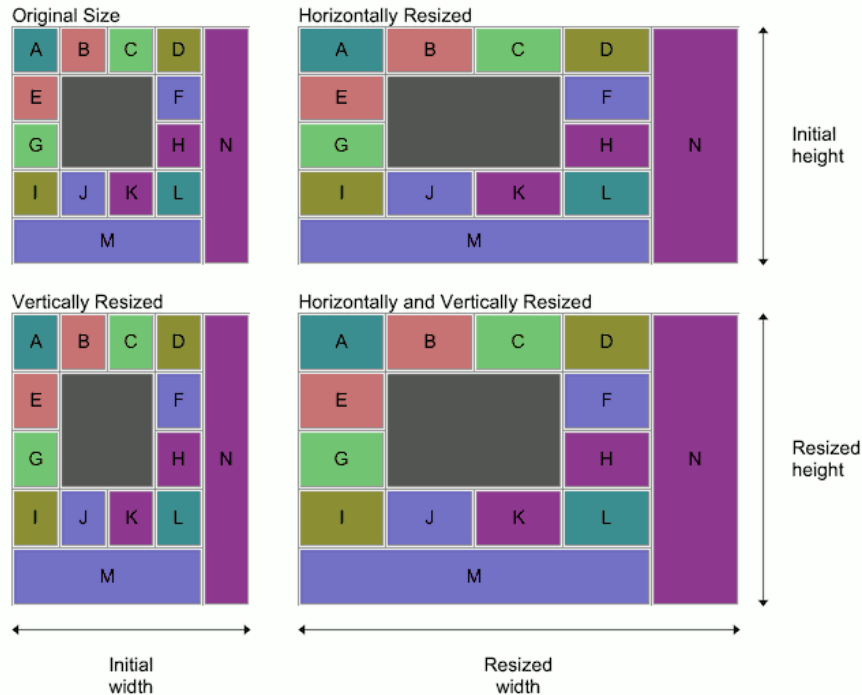 Original Size
Horizontally Resized
A B C D
E F
G H N
I J K L
M
A B C D
E F
G H N
I J K L
M
Initial
height
Vertically Resized
Horizontally and Vertically Resized
A B C D
E F
G H N
I J K L
M
A B C D
E F
G H N
I J K L
M
Resized
height
Initial
width
Resized
width